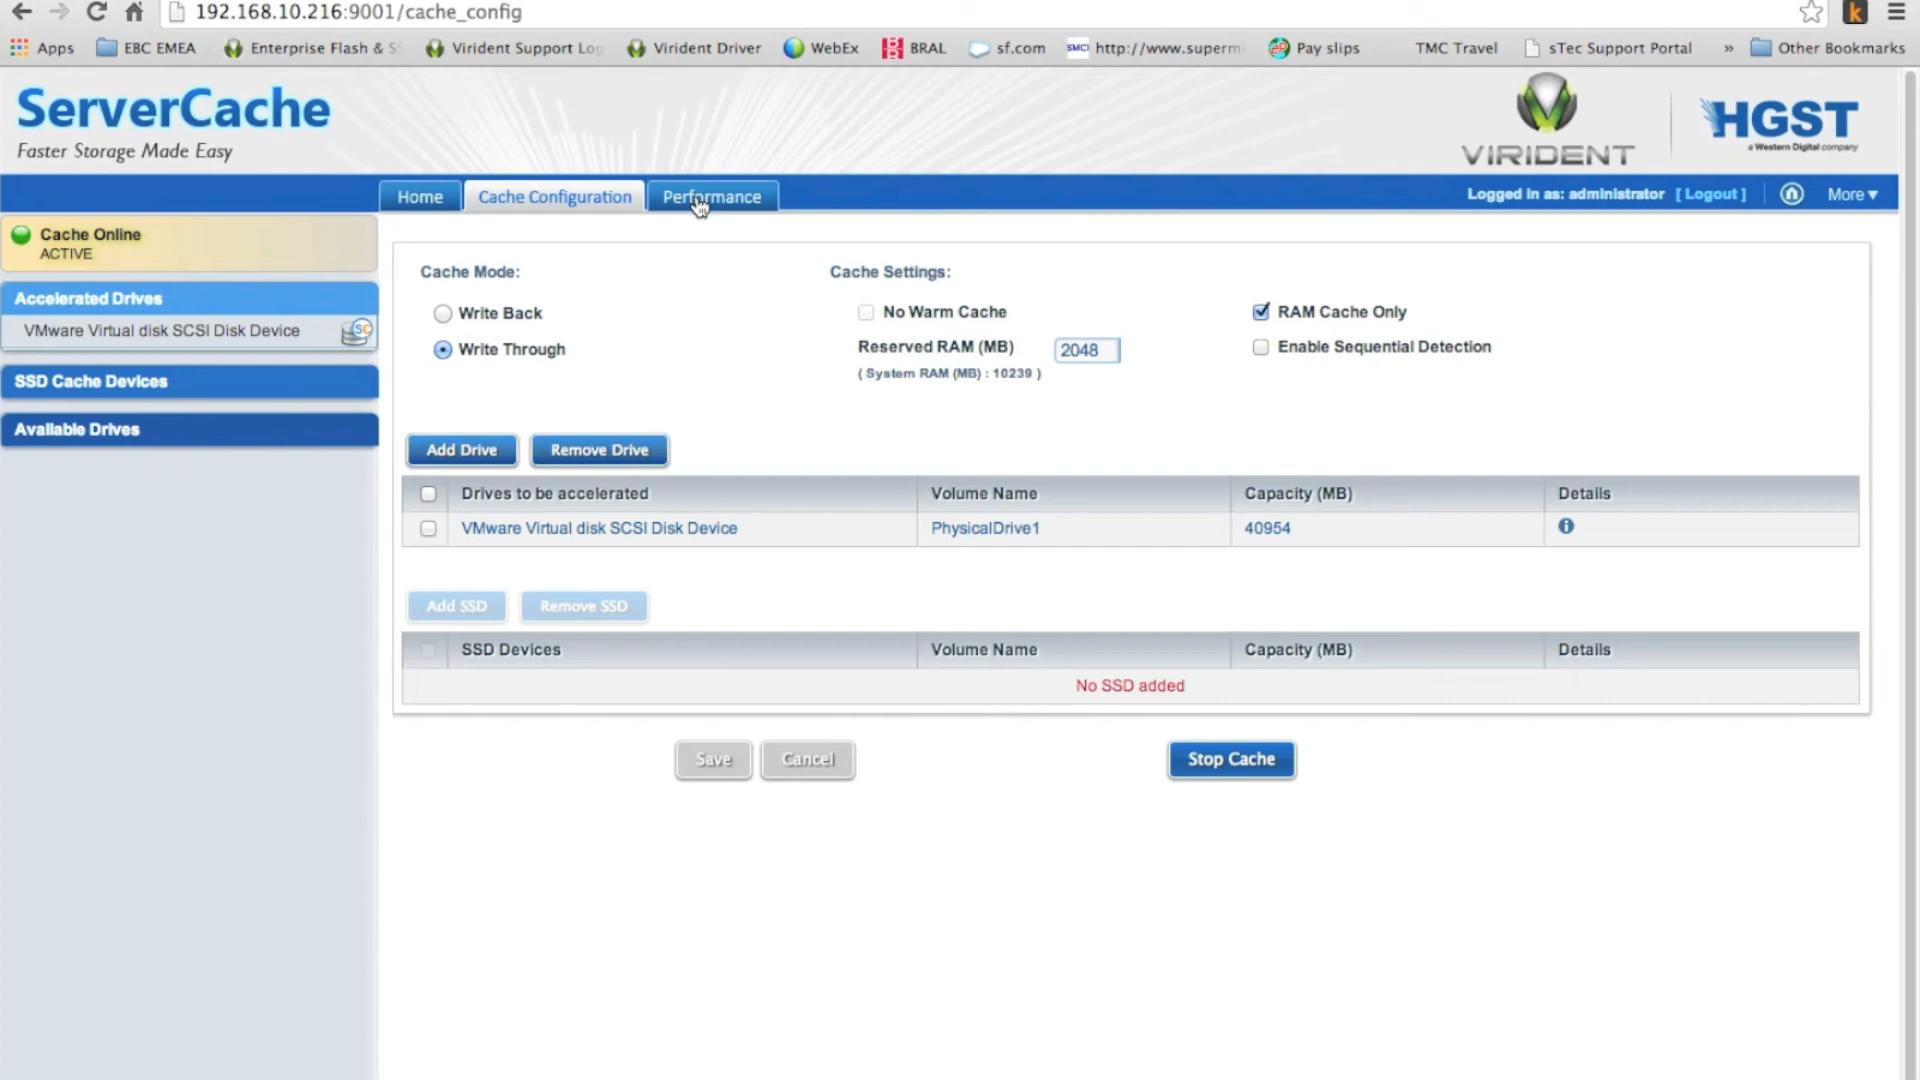 192.168.10.216:9001/cache_config
Apps EBC EMEA Enterprise Flash & S Virident Support Log Virident Driver WebEx BRAL sf.com SMCI http://www.superm Pay slips TMC Travel sTec Support Portal » Other Bookmarks
ServerCache
Faster Storage Made Easy
VIRIDENT
HGST
a Western Digital company
Home Cache Configuration Performance
Logged in as: administrator [ Logout ] More ▾
Cache Online
ACTIVE
Accelerated Drives
VMware Virtual disk SCSI Disk Device
SC
SSD Cache Devices
Available Drives
Cache Mode:
Write Back
Write Through
Cache Settings:
No Warm Cache
RAM Cache Only
Reserved RAM (MB) 2048
( System RAM (MB) : 10239 )
Enable Sequential Detection
Add Drive Remove Drive
Drives to be accelerated Volume Name Capacity (MB) Details
VMware Virtual disk SCSI Disk Device PhysicalDrive1 40954
Add SSD Remove SSD
SSD Devices Volume Name Capacity (MB) Details
No SSD added
Save Cancel Stop Cache